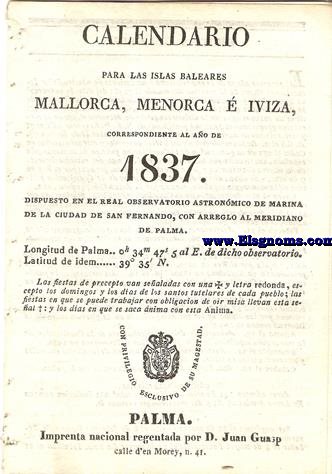 CALENDARIO
PARA LAS ISLAS BALEARES
MALLORCA, MENORCA É IVIZA,
CORRESPONDIENTE AL AÑO DE
1837.
DISPUESTO EN EL REAL OBSERVATORIO ASTRONÓMICO DE MARINA
DE LA CIUDAD DE SAN FERNANDO, CON ARREGLO AL MERIDIANO
DE PALMA.
www.Elsgnoms.com
Longitud de Palma.. 0h 34m 47s 5 al E. de dicho observatorio.
Latitud de idem...... 39º 35' N.
Las fiestas de precepto van señaladas con una ✠ y letra redonda, es-
cepto los domingos y los dias de los santos tutelares de cada pueblo; las
fiestas en que se puede trabajar con obligacion de oir misa llevan esta se-
ñal †: y los dias en que se saca ánima con esta Anima.
CON PRIVILEGIO EXCLUSIVO DE SU MAGESTAD.
PALMA.
Imprenta nacional regentada por D. Juan Guasp
calle d'en Morey, n. 41.